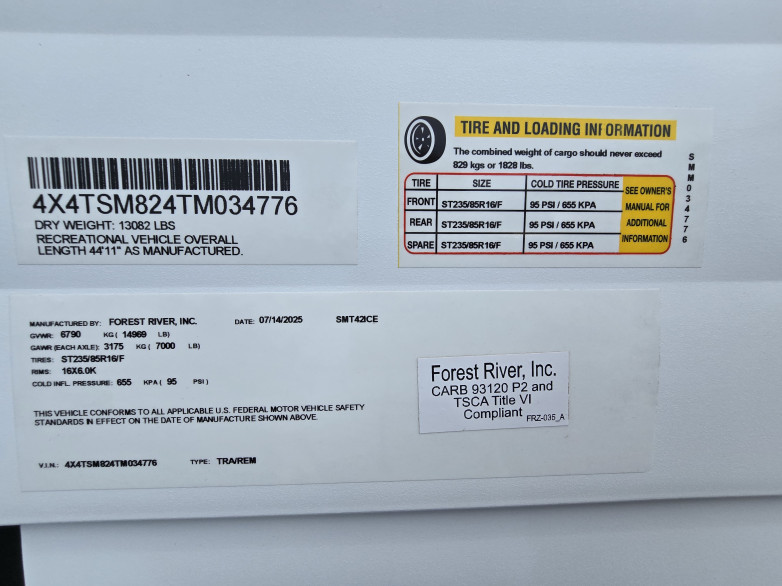 4X4TSM824TM034776
DRY WEIGHT: 13082 LBS
RECREATIONAL VEHICLE OVERALL
LENGTH 44'11" AS MANUFACTURED.
TIRE AND LOADING INFORMATION
The combined weight of cargo should never exceed
829 kgs or 1828 lbs.
TIRE SIZE COLD TIRE PRESSURE
FRONT ST235/85R16/F 95 PSI / 655 KPA
REAR ST235/85R16/F 95 PSI / 655 KPA
SPARE ST235/85R16/F 95 PSI / 655 KPA
SEE OWNER'S
MANUAL FOR
ADDITIONAL
INFORMATION
SMM034776
MANUFACTURED BY: FOREST RIVER, INC. DATE: 07/14/2025 SMT42ICE
GVWR: 6790 KG ( 14969 LB)
GAWR (EACH AXLE): 3175 KG ( 7000 LB)
TIRES: ST235/85R16/F
RIMS: 16X6.0K
COLD INFL. PRESSURE: 655 KPA ( 95 PSI )
THIS VEHICLE CONFORMS TO ALL APPLICABLE U.S. FEDERAL MOTOR VEHICLE SAFETY
STANDARDS IN EFFECT ON THE DATE OF MANUFACTURE SHOWN ABOVE.
V.I.N.: 4X4TSM824TM034776 TYPE: TRA/REM
Forest River, Inc.
CARB 93120 P2 and
TSCA Title VI
Compliant
FRZ-035_A